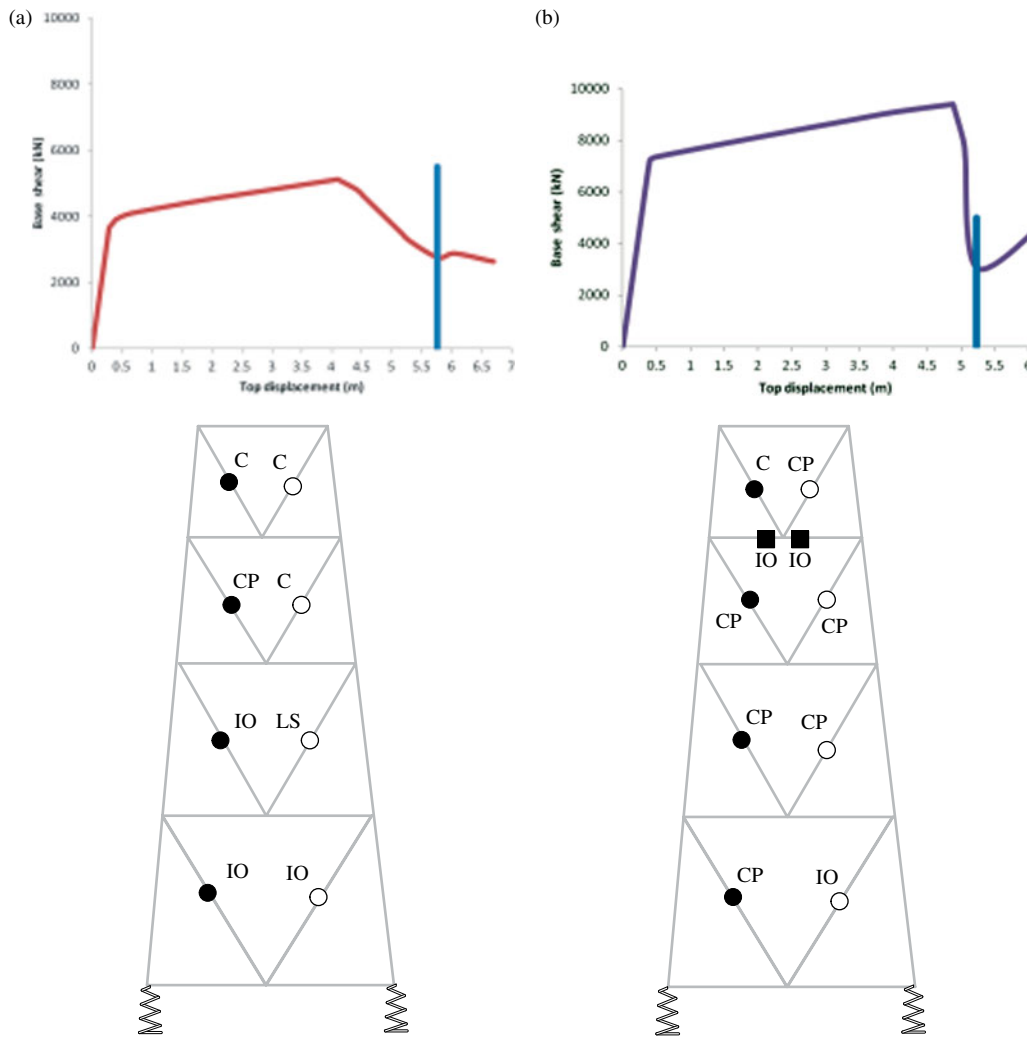 (a)
10000
8000
6000
4000
2000
0
Base shear (kN)
0 0.5 1 1.5 2 2.5 3 3.5 4 4.5 5 5.5 6 6.5 7
Top displacement (m)
(b)
10000
8000
6000
4000
2000
0
Base shear (kN)
0 0.5 1 1.5 2 2.5 3 3.5 4 4.5 5 5.5 6
Top displacement (m)
C C
CP C
IO LS
IO IO
C CP
IO IO
CP CP
CP CP
CP IO